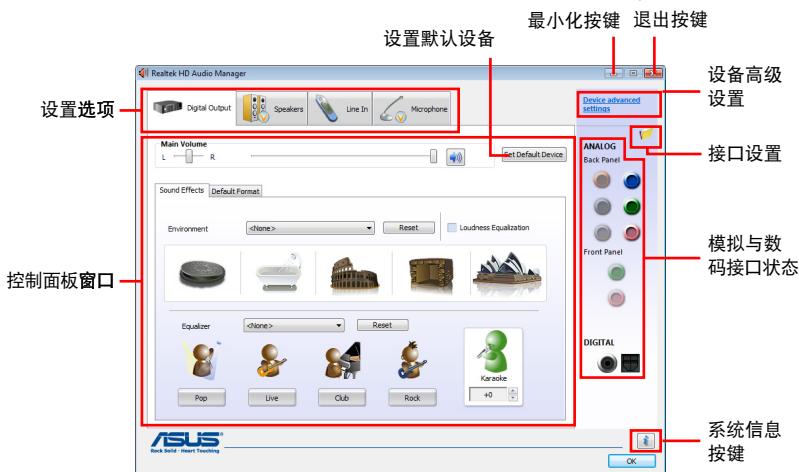 最小化按键 退出按键
设置默认设备
Realtek HD Audio Manager
设备高级
设置
设置选项
Digital Output
Speakers
Line In
Microphone
Device advanced
settings
Main Volume
L R
Set Default Device
ANALOG
Back Panel
接口设置
Sound Effects Default Format
Environment <None> Reset Loudness Equalization
Front Panel
模拟与数
码接口状态
控制面板窗口
Equalizer <None> Reset
DIGITAL
Karaoke
Pop Live Club Rock +0
ASUS
Rock Solid · Heart Touching
系统信息
按键
OK